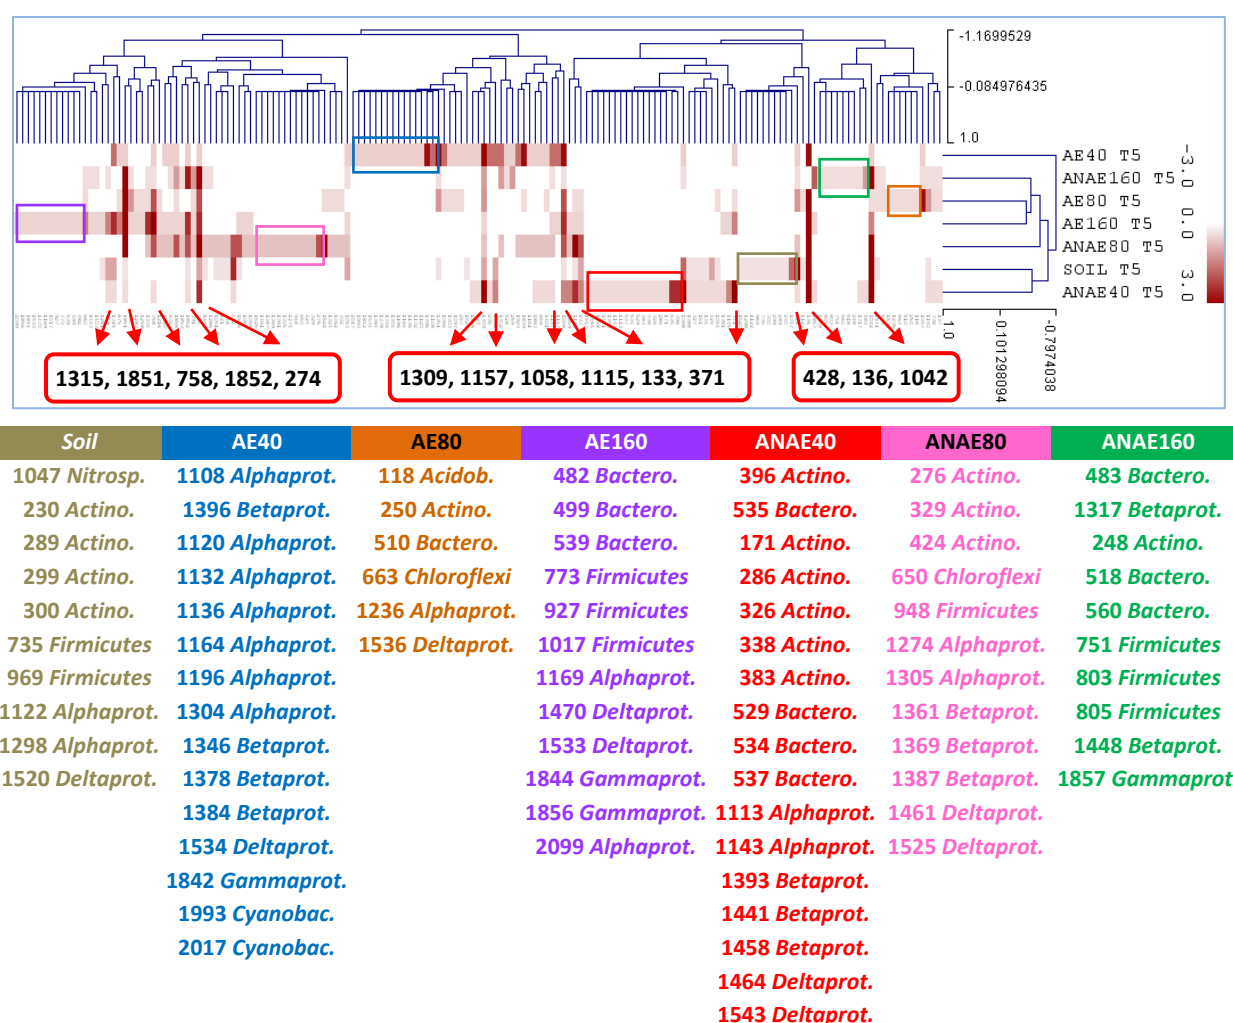 -1.1699529
-0.084976435
1.0
AE40 T5
ANAE160 T5
AE80 T5
AE160 T5
ANAE80 T5
SOIL T5
ANAE40 T5
-3.0 0.0 3.0
1.0
0.101298094
-0.7974038
1315, 1851, 758, 1852, 274
1309, 1157, 1058, 1115, 133, 371
428, 136, 1042
Soil AE40 AE80 AE160 ANAE40 ANAE80 ANAE160
1047 Nitrosp. 1108 Alphaprot. 118 Acidob. 482 Bactero. 396 Actino. 276 Actino. 483 Bactero.
230 Actino. 1396 Betaprot. 250 Actino. 499 Bactero. 535 Bactero. 329 Actino. 1317 Betaprot.
289 Actino. 1120 Alphaprot. 510 Bactero. 539 Bactero. 171 Actino. 424 Actino. 248 Actino.
299 Actino. 1132 Alphaprot. 663 Chloroflexi 773 Firmicutes 286 Actino. 650 Chloroflexi 518 Bactero.
300 Actino. 1136 Alphaprot. 1236 Alphaprot. 927 Firmicutes 326 Actino. 948 Firmicutes 560 Bactero.
735 Firmicutes 1164 Alphaprot. 1536 Deltaprot. 1017 Firmicutes 338 Actino. 1274 Alphaprot. 751 Firmicutes
969 Firmicutes 1196 Alphaprot. 1169 Alphaprot. 383 Actino. 1305 Alphaprot. 803 Firmicutes
1122 Alphaprot. 1304 Alphaprot. 1470 Deltaprot. 529 Bactero. 1361 Betaprot. 805 Firmicutes
1298 Alphaprot. 1346 Betaprot. 1533 Deltaprot. 534 Bactero. 1369 Betaprot. 1448 Betaprot.
1520 Deltaprot. 1378 Betaprot. 1844 Gammaprot. 537 Bactero. 1387 Betaprot. 1857 Gammaprot
1384 Betaprot. 1856 Gammaprot. 1113 Alphaprot. 1461 Deltaprot.
1534 Deltaprot. 2099 Alphaprot. 1143 Alphaprot. 1525 Deltaprot.
1842 Gammaprot. 1393 Betaprot.
1993 Cyanobac. 1441 Betaprot.
2017 Cyanobac. 1458 Betaprot.
1464 Deltaprot.
1543 Deltaprot.